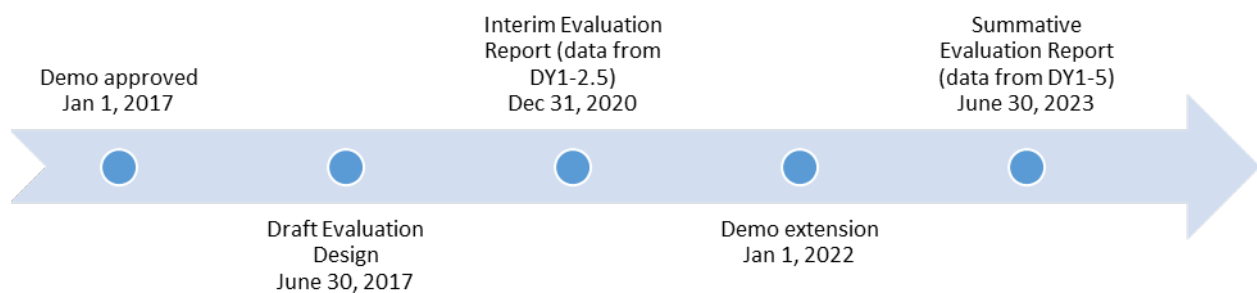 Demo approved
Jan 1, 2017
Draft Evaluation
Design
June 30, 2017
Interim Evaluation
Report (data from
DY1-2.5)
Dec 31, 2020
Demo extension
Jan 1, 2022
Summative
Evaluation Report
(data from DY1-5)
June 30, 2023